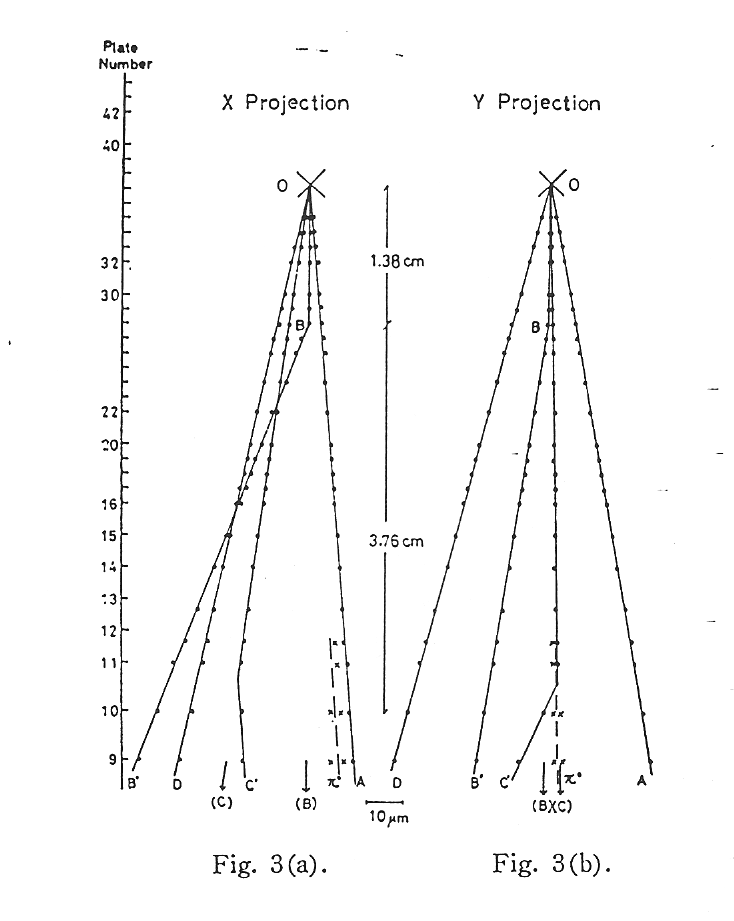 Plate
Number
X Projection
Y Projection
42
40
O
O
32
1.38 cm
30
B
B
22
20
16
15
3.76 cm
14
13
12
11
10
9
B' D (C) C' (B) π° A
D B' C' (B)(C) π° A
10 μm
Fig. 3(a).
Fig. 3(b).